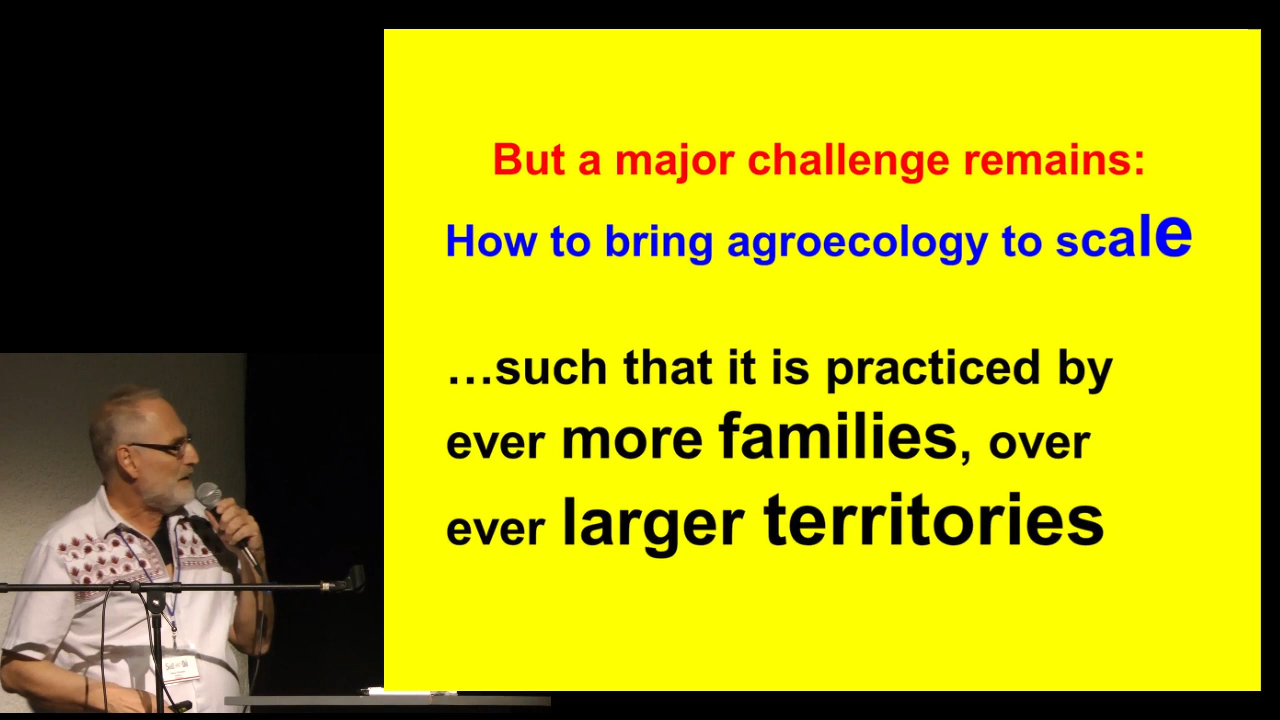 But a major challenge remains:
How to bring agroecology to scale
…such that it is practiced by
ever more families, over
ever larger territories